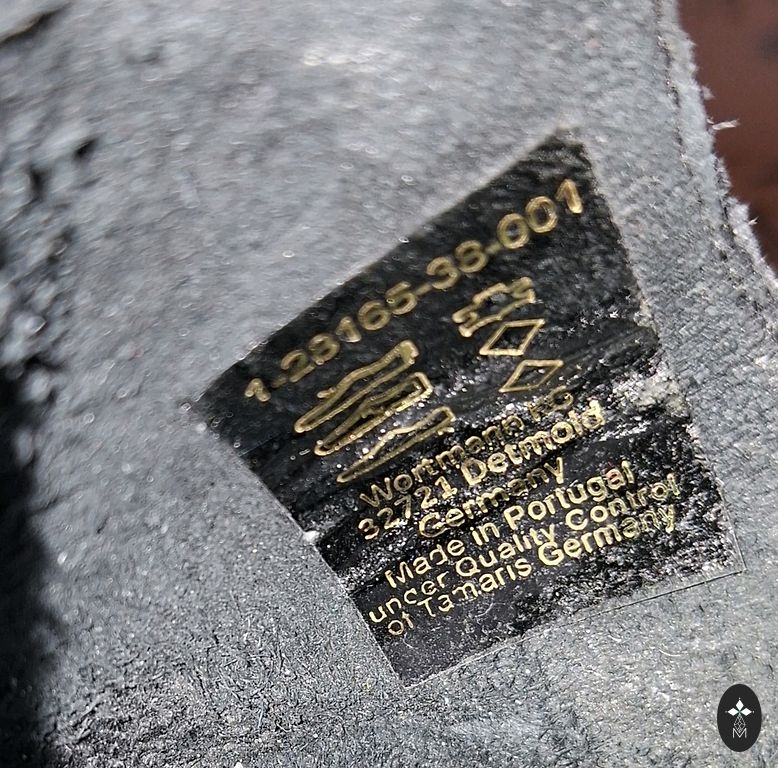 1-28165-38-001
Wortmann KG
32721 Detmold
Germany
Made in Portugal
under Quality Control
of Tamaris Germany
M